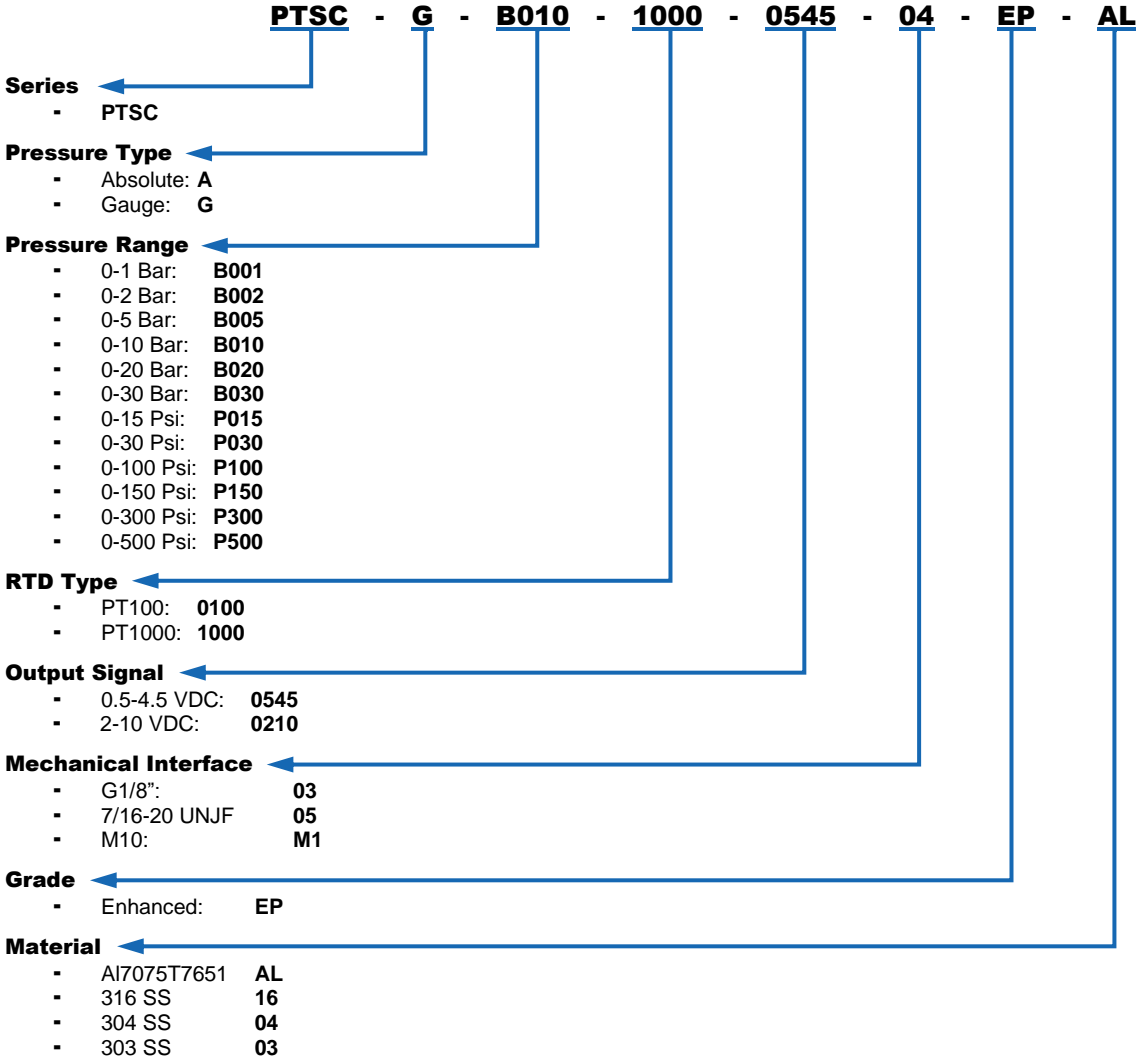 PTSC - G - B010 - 1000 - 0545 - 04 - EP - AL
Series
- PTSC
Pressure Type
- Absolute: A
- Gauge: G
Pressure Range
- 0-1 Bar: B001
- 0-2 Bar: B002
- 0-5 Bar: B005
- 0-10 Bar: B010
- 0-20 Bar: B020
- 0-30 Bar: B030
- 0-15 Psi: P015
- 0-30 Psi: P030
- 0-100 Psi: P100
- 0-150 Psi: P150
- 0-300 Psi: P300
- 0-500 Psi: P500
RTD Type
- PT100: 0100
- PT1000: 1000
Output Signal
- 0.5-4.5 VDC: 0545
- 2-10 VDC: 0210
Mechanical Interface
- G1/8”: 03
- 7/16-20 UNJF 05
- M10: M1
Grade
- Enhanced: EP
Material
- Al7075T7651 AL
- 316 SS 16
- 304 SS 04
- 303 SS 03